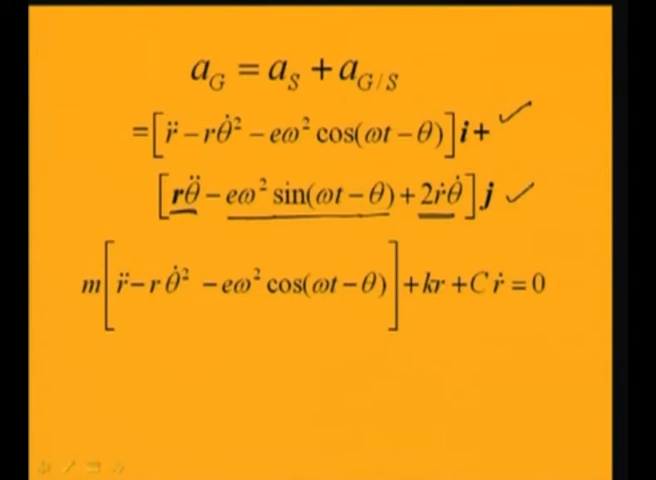 a_G = a_S + a_{G/S}
=[r̈ − rθ̇² − eω² cos(ωt − θ)]i +
[rθ̈ − eω² sin(ωt − θ) + 2ṙθ̇]j
m[r̈ − rθ̇² − eω² cos(ωt − θ)] + kr + Cṙ = 0